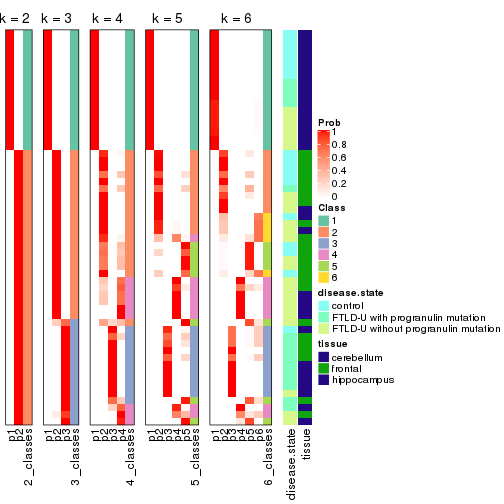 k = 2 k = 3 k = 4 k = 5 k = 6
Prob
1
0.8
0.6
0.4
0.2
0
Class
1
2
3
4
5
6
disease.state
control
FTLD-U with progranulin mutation
FTLD-U without progranulin mutation
tissue
cerebellum
frontal
hippocampus
p1
p2
2_classes
p1
p2
p3
3_classes
p1
p2
p3
p4
4_classes
p1
p2
p3
p4
p5
5_classes
p1
p2
p3
p4
p5
p6
6_classes
disease.state
tissue